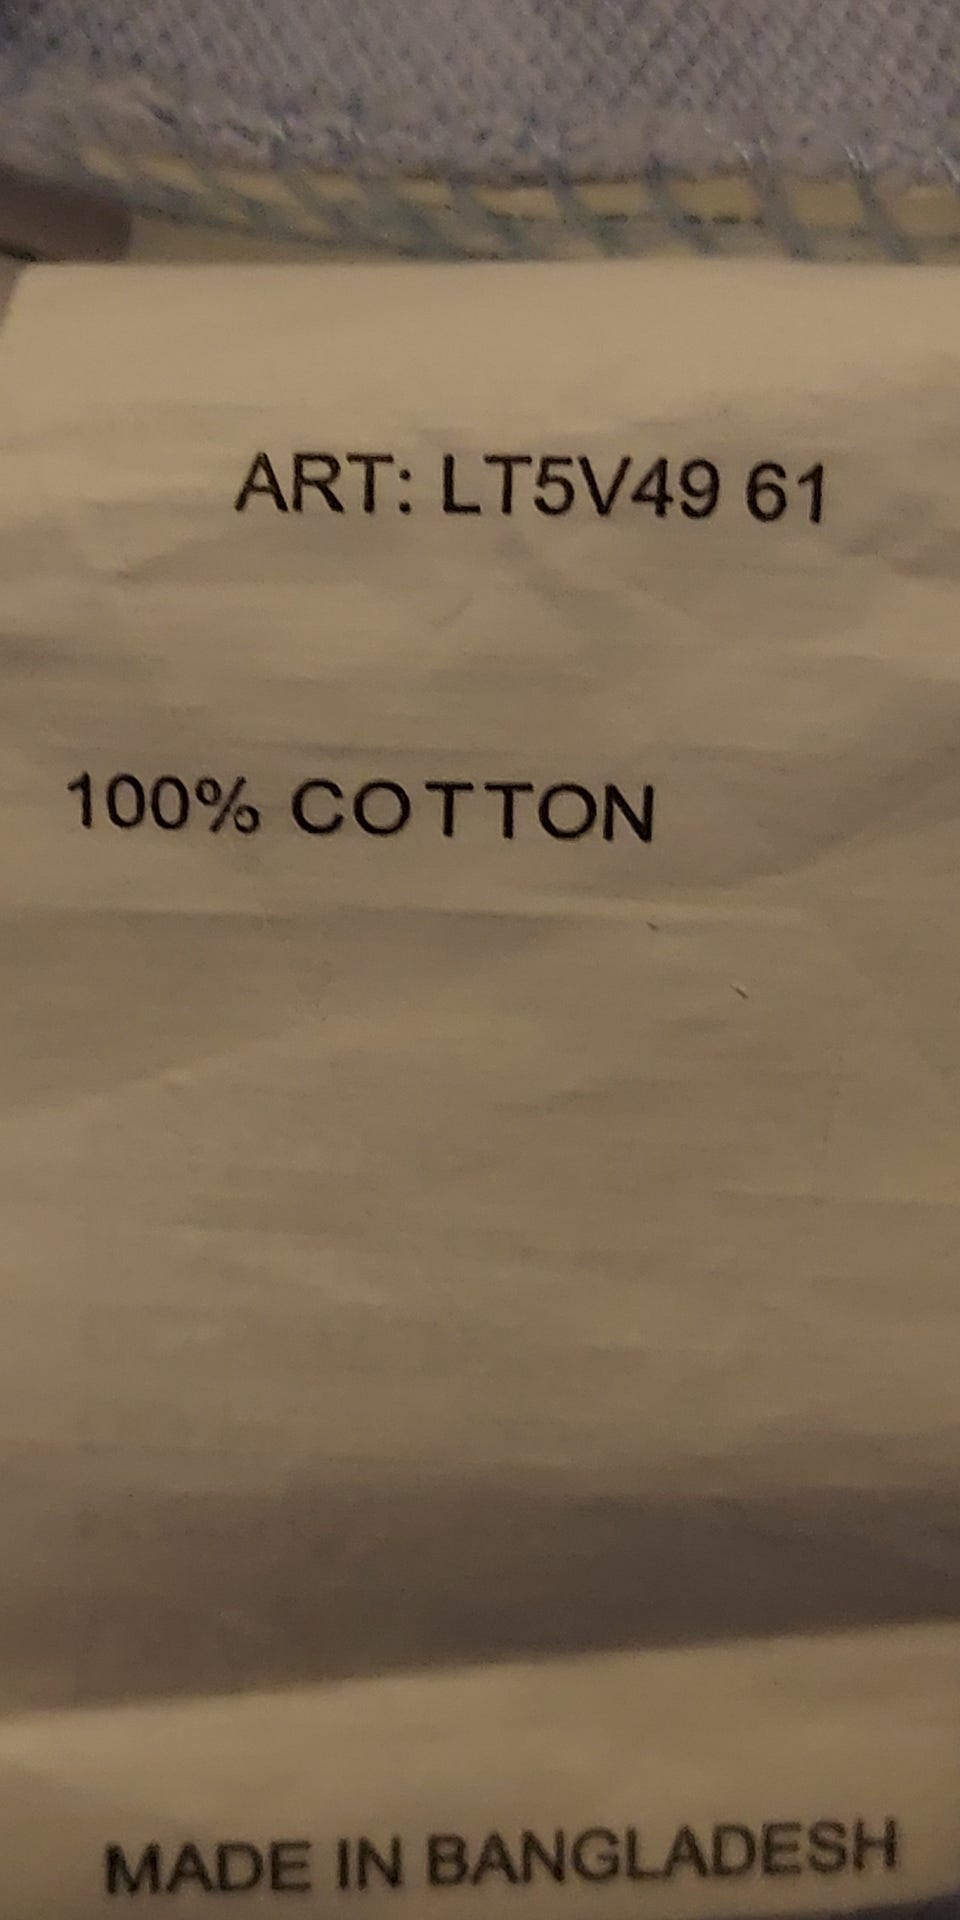 ART: LT5V49 61
100% COTTON
MADE IN BANGLADESH